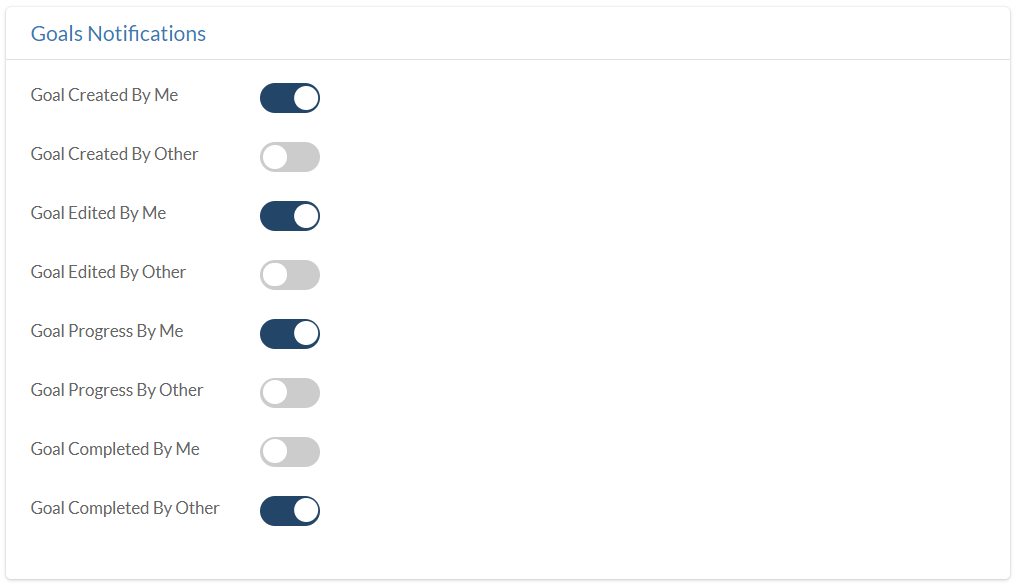 Goals Notifications
Goal Created By Me
Goal Created By Other
Goal Edited By Me
Goal Edited By Other
Goal Progress By Me
Goal Progress By Other
Goal Completed By Me
Goal Completed By Other